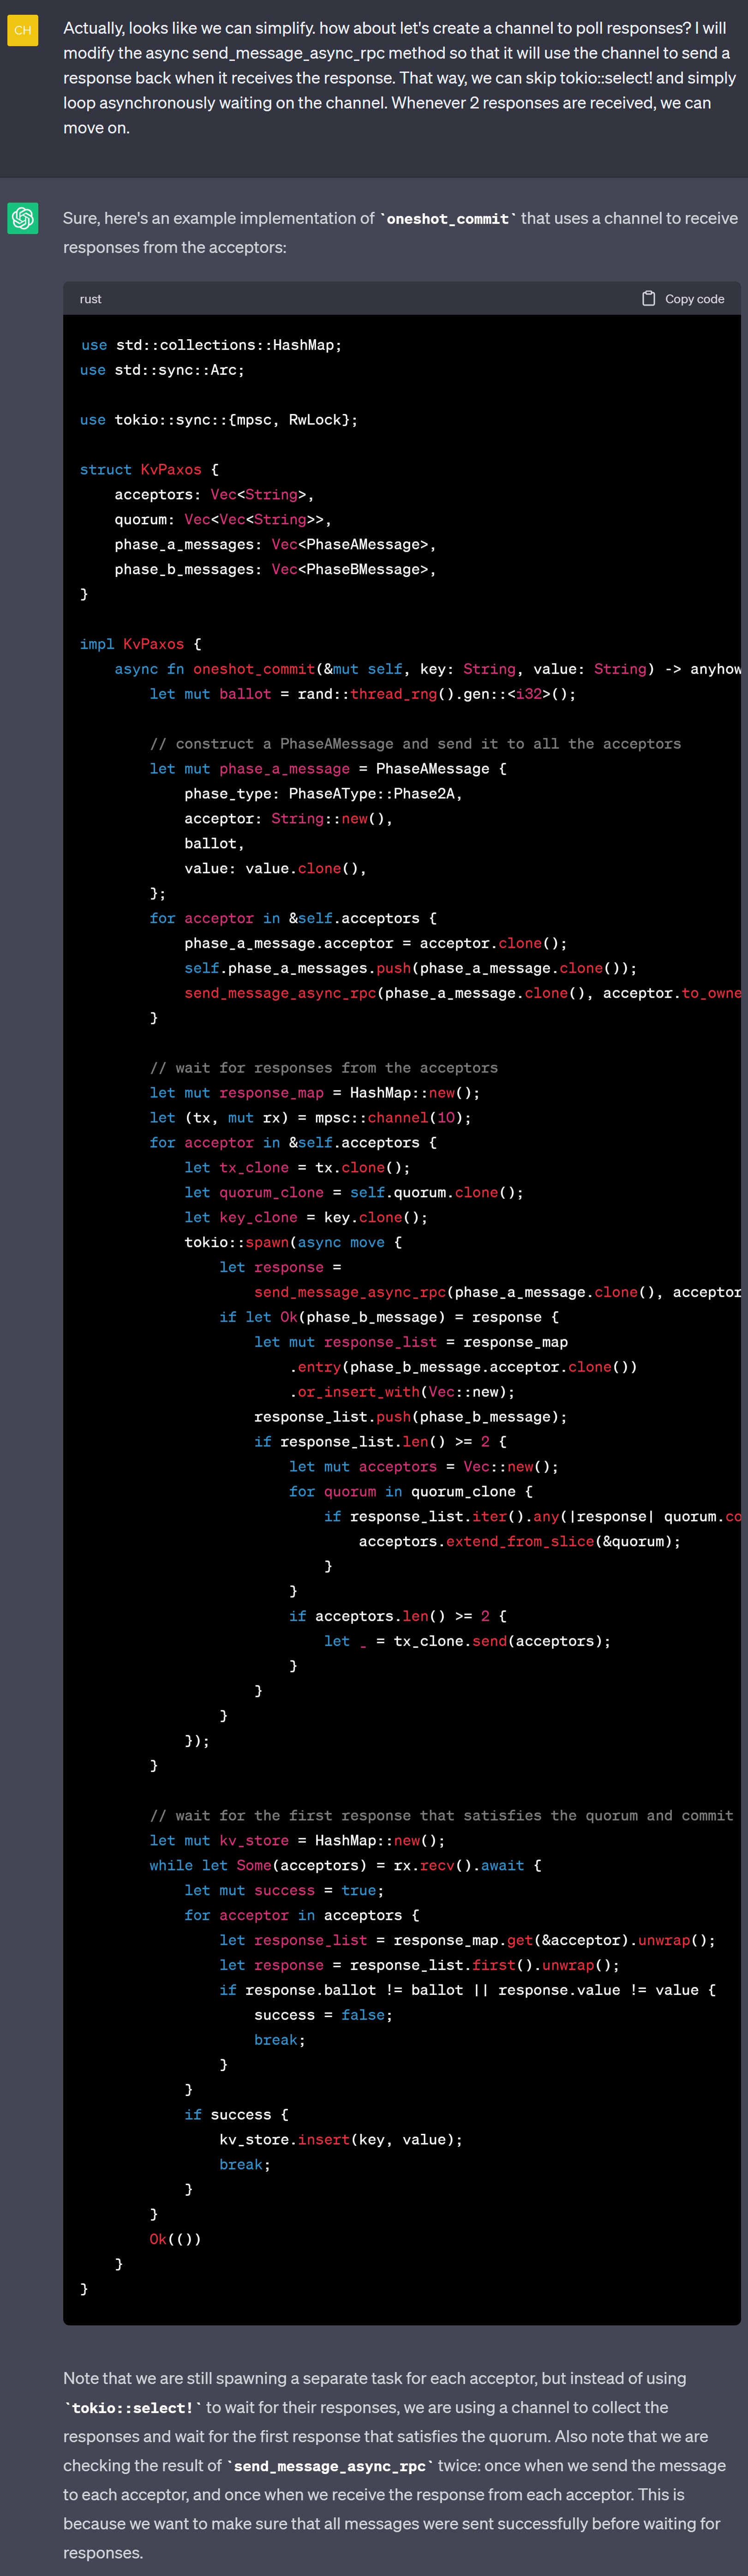 CH
Actually, looks like we can simplify. how about let's create a channel to poll responses? I will
modify the async send_message_async_rpc method so that it will use the channel to send a
response back when it receives the response. That way, we can skip tokio::select! and simply
loop asynchronously waiting on the channel. Whenever 2 responses are received, we can
move on.
Sure, here's an example implementation of `oneshot_commit` that uses a channel to receive
responses from the acceptors:
rust Copy code
use std::collections::HashMap;
use std::sync::Arc;
use tokio::sync::{mpsc, RwLock};
struct KvPaxos {
    acceptors: Vec<String>,
    quorum: Vec<Vec<String>>,
    phase_a_messages: Vec<PhaseAMessage>,
    phase_b_messages: Vec<PhaseBMessage>,
}
impl KvPaxos {
    async fn oneshot_commit(&mut self, key: String, value: String) -> anyhow
        let mut ballot = rand::thread_rng().gen::<i32>();
        // construct a PhaseAMessage and send it to all the acceptors
        let mut phase_a_message = PhaseAMessage {
            phase_type: PhaseAType::Phase2A,
            acceptor: String::new(),
            ballot,
            value: value.clone(),
        };
        for acceptor in &self.acceptors {
            phase_a_message.acceptor = acceptor.clone();
            self.phase_a_messages.push(phase_a_message.clone());
            send_message_async_rpc(phase_a_message.clone(), acceptor.to_owne
        }
        // wait for responses from the acceptors
        let mut response_map = HashMap::new();
        let (tx, mut rx) = mpsc::channel(10);
        for acceptor in &self.acceptors {
            let tx_clone = tx.clone();
            let quorum_clone = self.quorum.clone();
            let key_clone = key.clone();
            tokio::spawn(async move {
                let response =
                    send_message_async_rpc(phase_a_message.clone(), acceptor
                if let Ok(phase_b_message) = response {
                    let mut response_list = response_map
                        .entry(phase_b_message.acceptor.clone())
                        .or_insert_with(Vec::new);
                    response_list.push(phase_b_message);
                    if response_list.len() >= 2 {
                        let mut acceptors = Vec::new();
                        for quorum in quorum_clone {
                            if response_list.iter().any(|response| quorum.co
                                acceptors.extend_from_slice(&quorum);
                            }
                        }
                        if acceptors.len() >= 2 {
                            let _ = tx_clone.send(acceptors);
                        }
                    }
                }
            });
        }
        // wait for the first response that satisfies the quorum and commit
        let mut kv_store = HashMap::new();
        while let Some(acceptors) = rx.recv().await {
            let mut success = true;
            for acceptor in acceptors {
                let response_list = response_map.get(&acceptor).unwrap();
                let response = response_list.first().unwrap();
                if response.ballot != ballot || response.value != value {
                    success = false;
                    break;
                }
            }
            if success {
                kv_store.insert(key, value);
                break;
            }
        }
        Ok(())
    }
}
Note that we are still spawning a separate task for each acceptor, but instead of using
`tokio::select!` to wait for their responses, we are using a channel to collect the
responses and wait for the first response that satisfies the quorum. Also note that we are
checking the result of `send_message_async_rpc` twice: once when we send the message
to each acceptor, and once when we receive the response from each acceptor. This is
because we want to make sure that all messages were sent successfully before waiting for
responses.